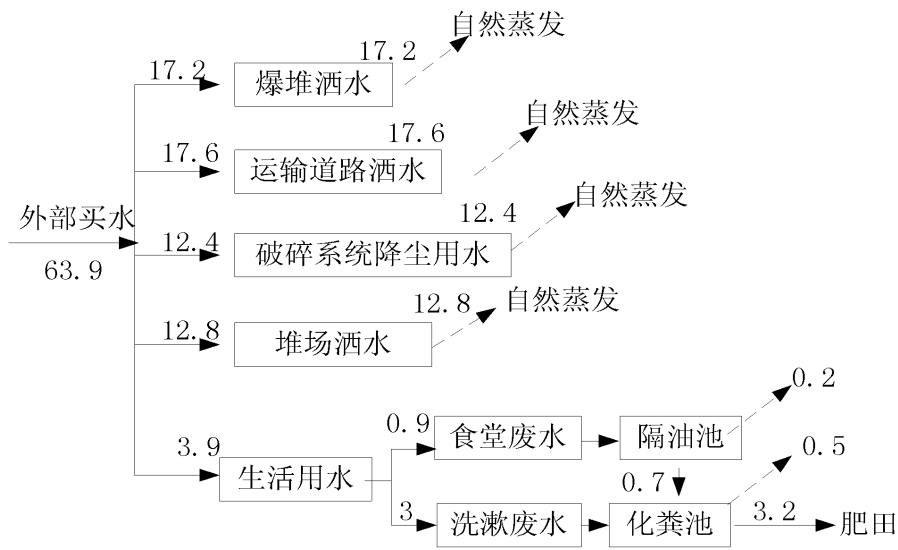 自然蒸发
17.2
17.2
爆堆洒水
自然蒸发
17.6
17.6
运输道路洒水
自然蒸发
12.4
外部买水
63.9
12.4
破碎系统降尘用水
自然蒸发
12.8
12.8
堆场洒水
0.2
3.9
生活用水
0.9
食堂废水
隔油池
0.5
0.7
3
洗漱废水
化粪池
3.2
肥田